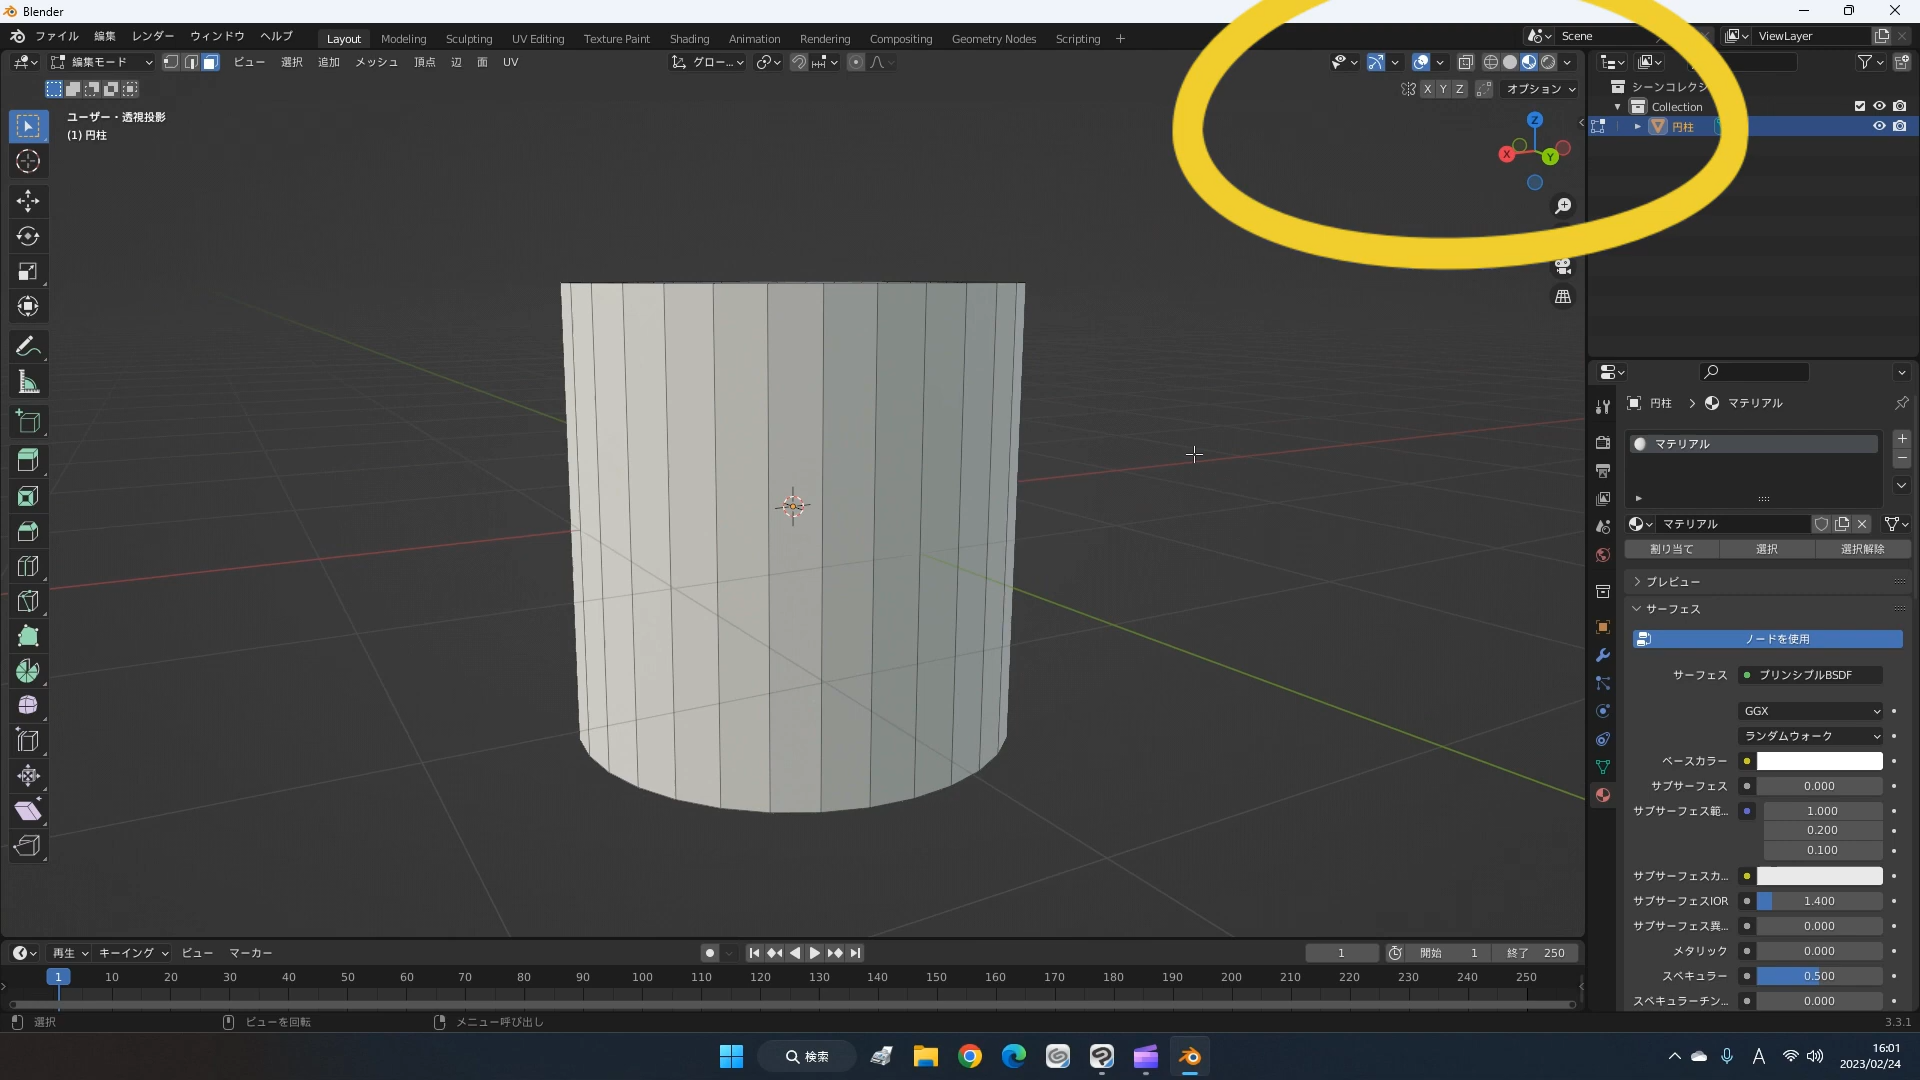 Blender
ファイル 編集 レンダー ウィンドウ ヘルプ Layout Modeling Sculpting UV Editing Texture Paint Shading Animation Rendering Compositing Geometry Nodes Scripting + Scene ViewLayer
編集モード ビュー 選択 追加 メッシュ 頂点 辺 面 UV グロー...
X Y Z オプション
シーンコレクシ
Collection
円柱
ユーザー・透視投影
(1) 円柱
Z
X
Y
円柱 > マテリアル
マテリアル
マテリアル
割り当て 選択 選択解除
プレビュー
サーフェス
ノードを使用
サーフェス プリンシプルBSDF
GGX
ランダムウォーク
ベースカラー
サブサーフェス 0.000
サブサーフェス範... 1.000
0.200
0.100
サブサーフェスカ...
サブサーフェスIOR 1.400
サブサーフェス異... 0.000
メタリック 0.000
スペキュラー 0.500
スペキュラーチン... 0.000
再生 キーイング ビュー マーカー 1 開始 1 終了 250
1 10 20 30 40 50 60 70 80 90 100 110 120 130 140 150 160 170 180 190 200 210 220 230 240 250
選択 ビューを回転 メニュー呼び出し 3.3.1
検索 A 16:01
2023/02/24